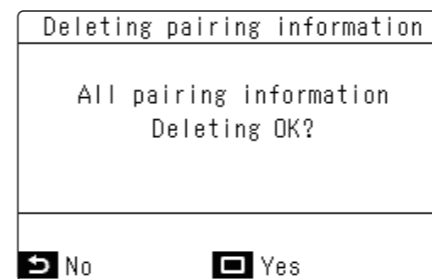 Deleting pairing information
All pairing information
Deleting OK?
No Yes